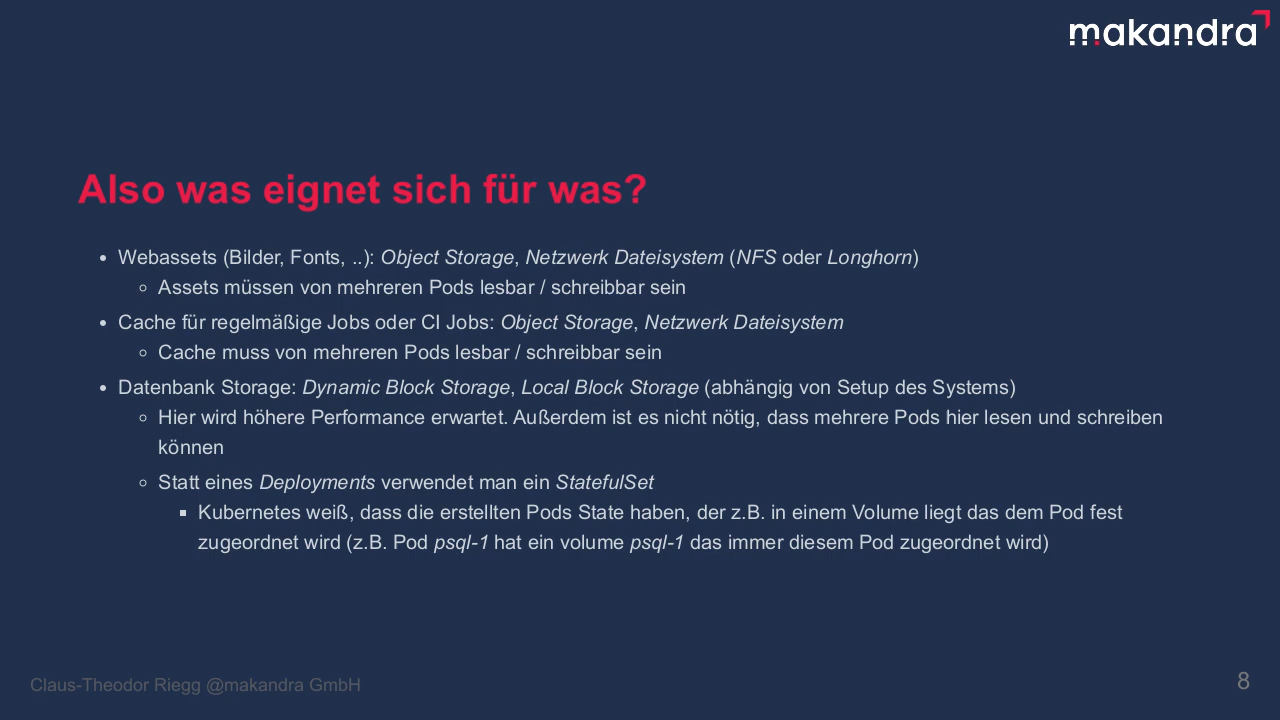 makandra
Also was eignet sich für was?
• Webassets (Bilder, Fonts, ..): Object Storage, Netzwerk Dateisystem (NFS oder Longhorn)
◦ Assets müssen von mehreren Pods lesbar / schreibbar sein
• Cache für regelmäßige Jobs oder CI Jobs: Object Storage, Netzwerk Dateisystem
◦ Cache muss von mehreren Pods lesbar / schreibbar sein
• Datenbank Storage: Dynamic Block Storage, Local Block Storage (abhängig von Setup des Systems)
◦ Hier wird höhere Performance erwartet. Außerdem ist es nicht nötig, dass mehrere Pods hier lesen und schreiben
können
◦ Statt eines Deployments verwendet man ein StatefulSet
▪ Kubernetes weiß, dass die erstellten Pods State haben, der z.B. in einem Volume liegt das dem Pod fest
zugeordnet wird (z.B. Pod psql-1 hat ein volume psql-1 das immer diesem Pod zugeordnet wird)
Claus-Theodor Riegg @makandra GmbH
8